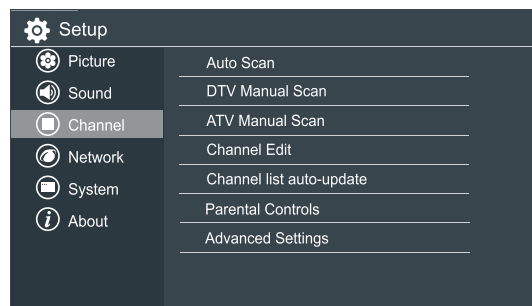 Setup
Picture
Sound
Channel
Network
System
About
Auto Scan
DTV Manual Scan
ATV Manual Scan
Channel Edit
Channel list auto-update
Parental Controls
Advanced Settings